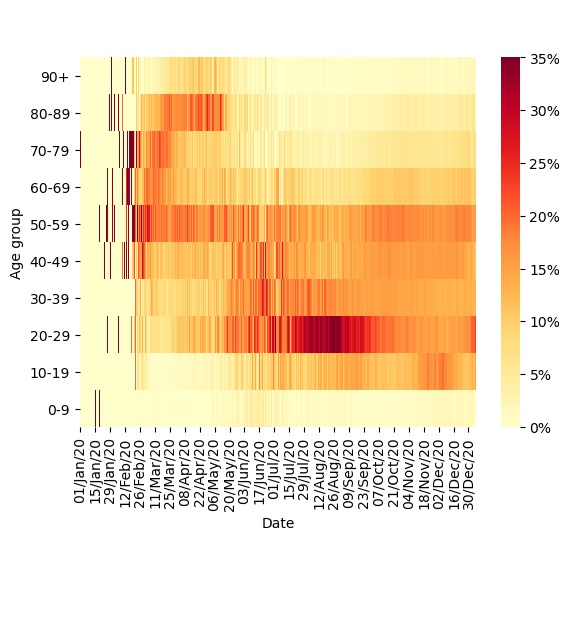 90+
80-89
70-79
60-69
50-59
40-49
30-39
20-29
10-19
0-9
Age group
01/Jan/20
15/Jan/20
29/Jan/20
12/Feb/20
26/Feb/20
11/Mar/20
25/Mar/20
08/Apr/20
22/Apr/20
06/May/20
20/May/20
03/Jun/20
17/Jun/20
01/Jul/20
15/Jul/20
29/Jul/20
12/Aug/20
26/Aug/20
09/Sep/20
23/Sep/20
07/Oct/20
21/Oct/20
04/Nov/20
18/Nov/20
02/Dec/20
16/Dec/20
30/Dec/20
Date
35%
30%
25%
20%
15%
10%
5%
0%